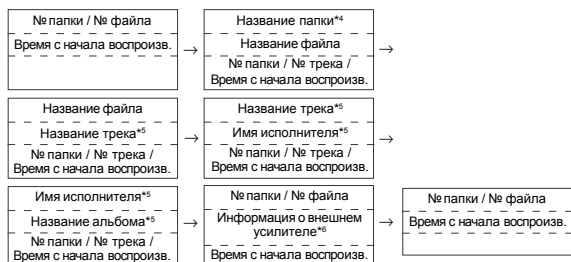 № папки / № файла
Время с начала воспроизв.
→
Название папки*4
Название файла
№ папки / № трека /
Время с начала воспроизв.
→
Название файла
Название трека*5
№ папки / № трека /
Время с начала воспроизв.
→
Название трека*5
Имя исполнителя*5
№ папки / № трека /
Время с начала воспроизв.
→
Имя исполнителя*5
Название альбома*5
№ папки / № трека /
Время с начала воспроизв.
→
№ папки / № файла
Информация о внешнем
усилителе*6
Время с начала воспроизв.
→
№ папки / № файла
Время с начала воспроизв.